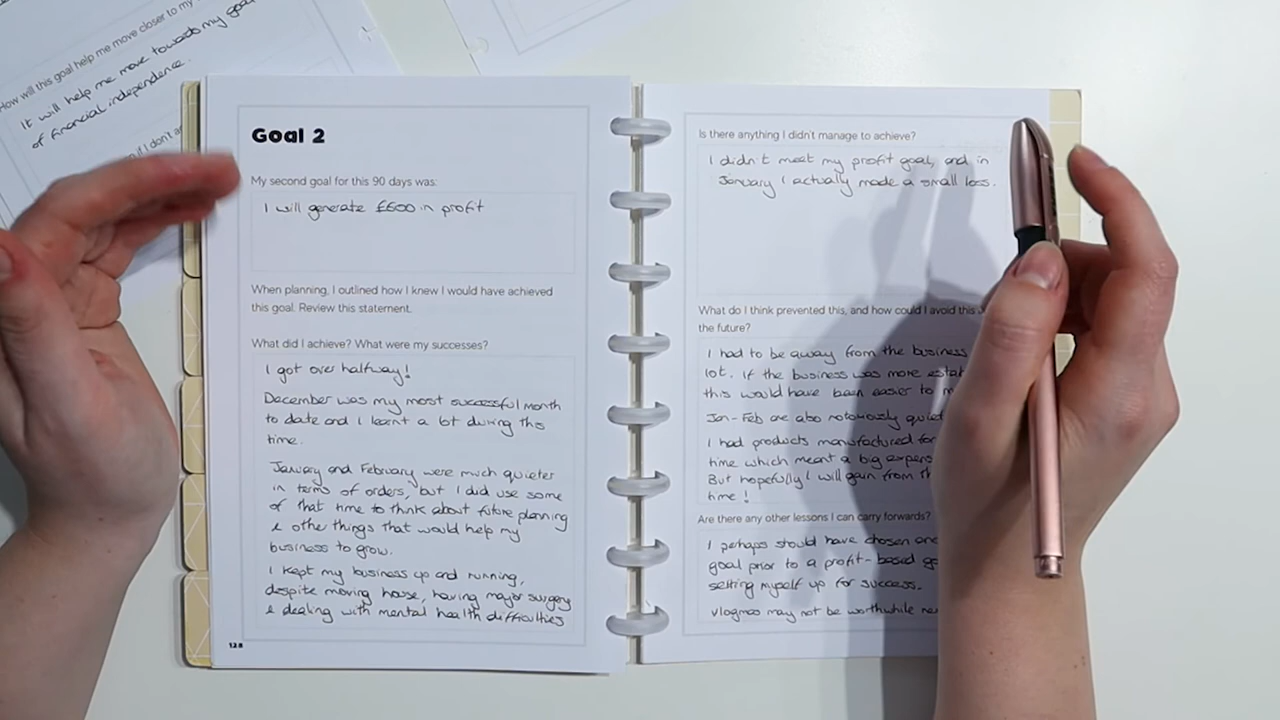 How will this goal help me move closer to my
It will help me move towards my goal
of financial independence.
if I don't a
Goal 2
My second goal for this 90 days was:
I will generate £600 in profit
When planning, I outlined how I knew I would have achieved
this goal. Review this statement.
What did I achieve? What were my successes?
I got over halfway!
December was my most successful month
to date and I learnt a lot during this
time.
January and February were much quieter
in terms of orders, but I did use some
of that time to think about future planning
& other things that would help my
business to grow.
I kept my business up and running,
despite moving house, having major surgery
& dealing with mental health difficulties
128
Is there anything I didn't manage to achieve?
I didn't meet my profit goal, and in
January I actually made a small loss.
What do I think prevented this, and how could I avoid this
the future?
I had to be away from the business
lot. If the business was more estab
this would have been easier to m
Jan-Feb are also notoriously quiet
I had products manufactured for
time which meant a big expens
But hopefully I will gain from th
time!
Are there any other lessons I can carry forwards?
I perhaps should have chosen
goal prior to a profit-based go
setting myself up for success.
Vlogmas may not be worthwhile